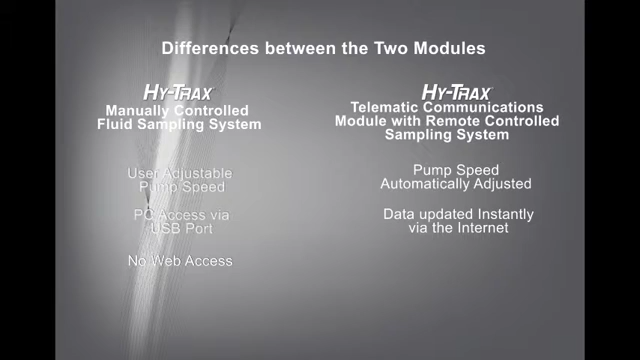 Differences between the Two Modules
HY-TRAX
Manually Controlled
Fluid Sampling System
User Adjustable
Pump Speed
PC Access via
USB Port
No Web Access
HY-TRAX
Telematic Communications
Module with Remote Controlled
Sampling System
Pump Speed
Automatically Adjusted
Data updated Instantly
via the Internet